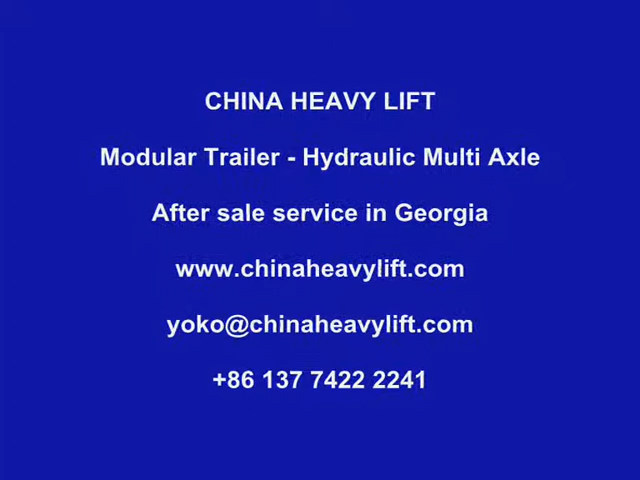 CHINA HEAVY LIFT
Modular Trailer - Hydraulic Multi Axle
After sale service in Georgia
www.chinaheavylift.com
yoko@chinaheavylift.com
+86 137 7422 2241